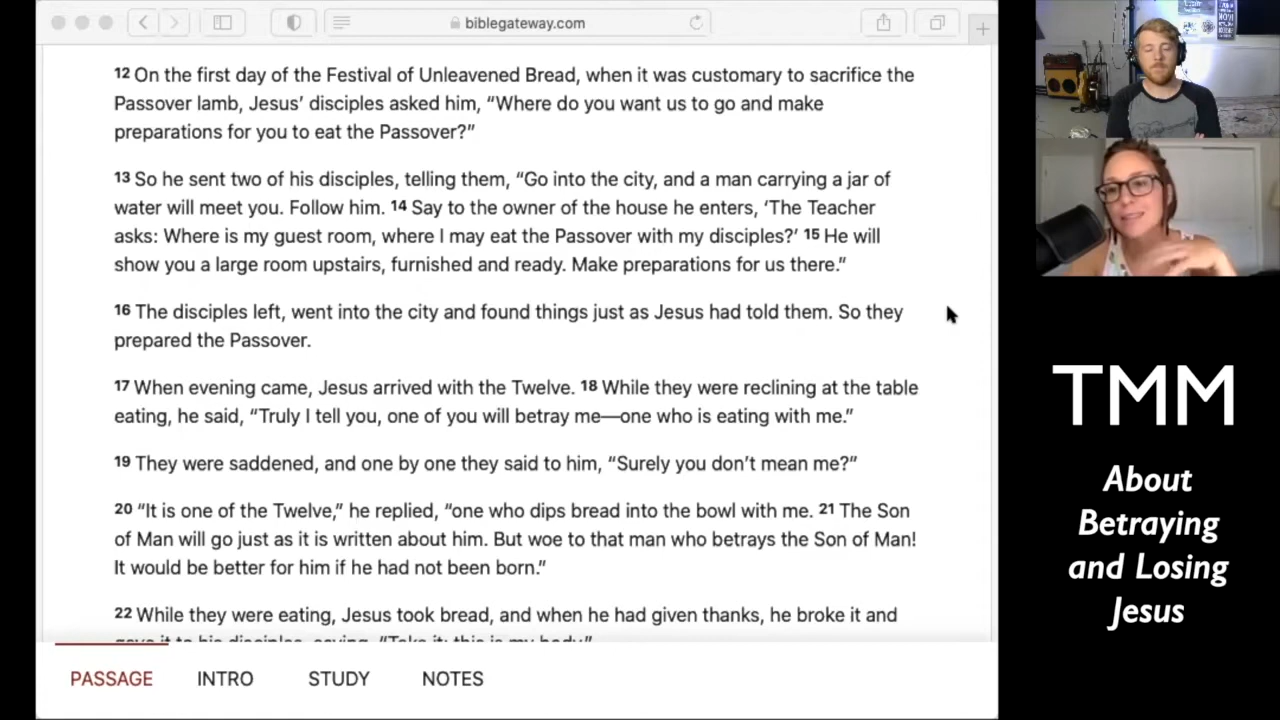 biblegateway.com
12 On the first day of the Festival of Unleavened Bread, when it was customary to sacrifice the
Passover lamb, Jesus’ disciples asked him, “Where do you want us to go and make
preparations for you to eat the Passover?”
13 So he sent two of his disciples, telling them, “Go into the city, and a man carrying a jar of
water will meet you. Follow him. 14 Say to the owner of the house he enters, ‘The Teacher
asks: Where is my guest room, where I may eat the Passover with my disciples?’ 15 He will
show you a large room upstairs, furnished and ready. Make preparations for us there.”
16 The disciples left, went into the city and found things just as Jesus had told them. So they
prepared the Passover.
17 When evening came, Jesus arrived with the Twelve. 18 While they were reclining at the table
eating, he said, “Truly I tell you, one of you will betray me—one who is eating with me.”
19 They were saddened, and one by one they said to him, “Surely you don’t mean me?”
20 “It is one of the Twelve,” he replied, “one who dips bread into the bowl with me. 21 The Son
of Man will go just as it is written about him. But woe to that man who betrays the Son of Man!
It would be better for him if he had not been born.”
22 While they were eating, Jesus took bread, and when he had given thanks, he broke it and
gave it to his disciples, saying, “Take it; this is my body.”
PASSAGE INTRO STUDY NOTES
TMM
About
Betraying
and Losing
Jesus